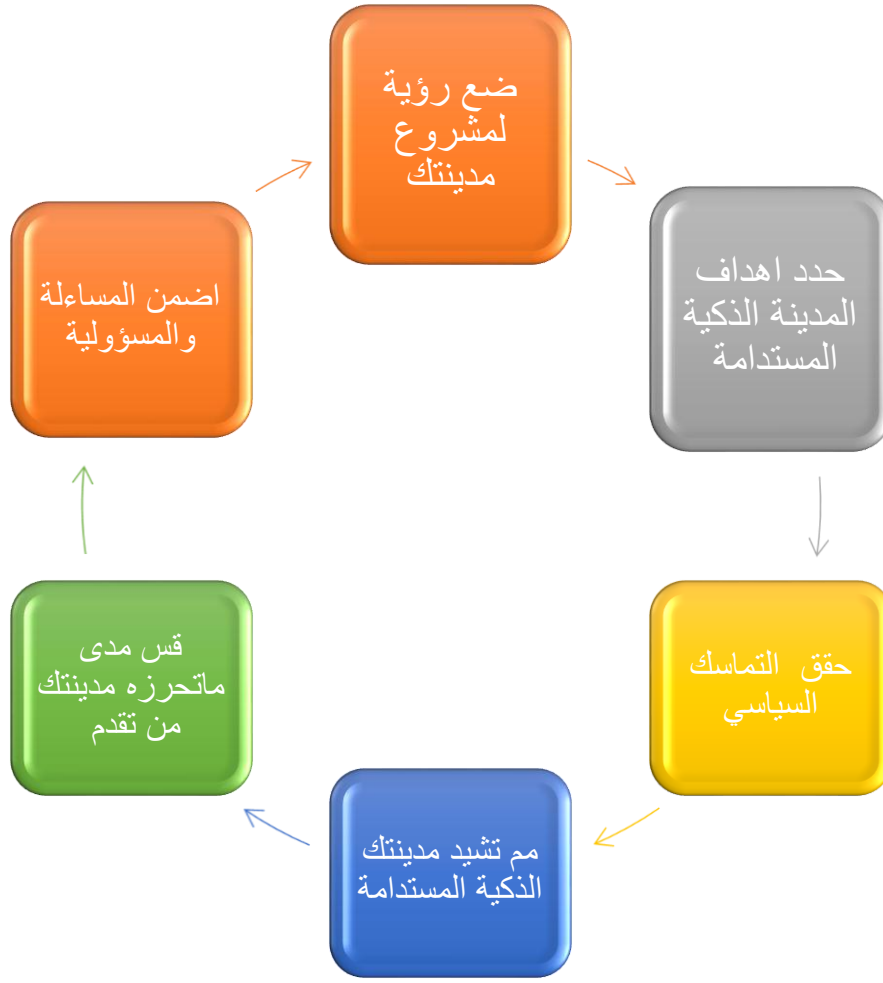 ضع رؤية
لمشروع
مدينتك
حدد اهداف
المدينة الذكية
المستدامة
حقق التماسك
السياسي
مم تشيد مدينتك
الذكية المستدامة
قس مدى
ماتحرزه مدينتك
من تقدم
اضمن المساءلة
والمسؤولية